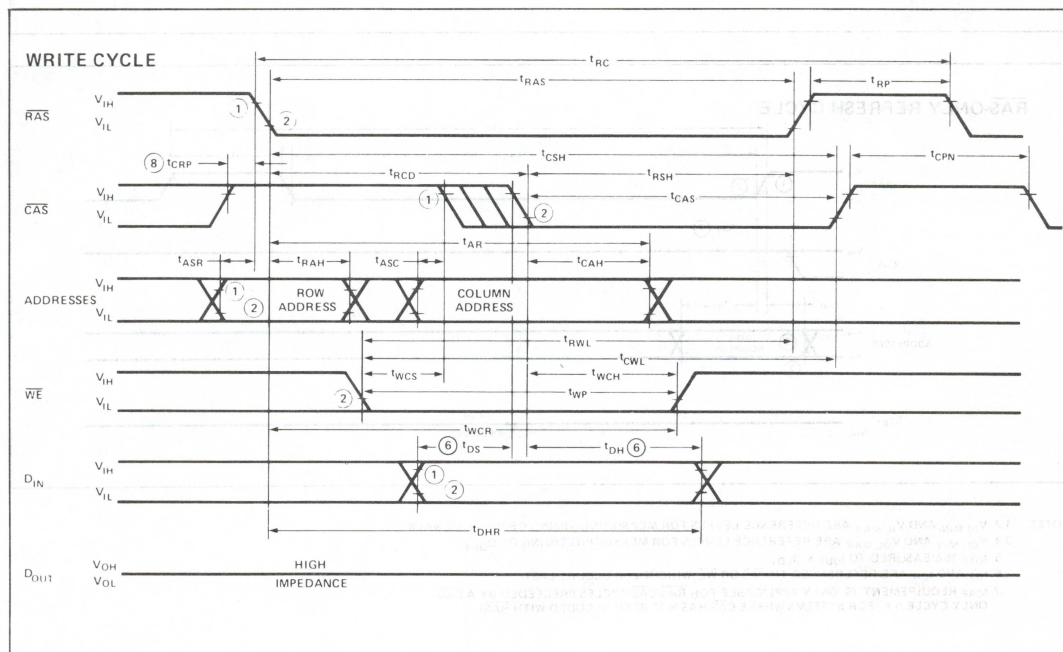 WRITE CYCLE
tRC
tRAS
tRP
RAS
VIH
VIL
1
2
tCSH
8 tCRP
tRCD
tRSH
tCPN
CAS
VIH
VIL
1
2
tCAS
tAR
tASR
tRAH
tASC
tCAH
ADDRESSES
VIH
VIL
1
2
ROW
ADDRESS
COLUMN
ADDRESS
tRWL
tCWL
tWCS
tWCH
WE
VIH
VIL
2
tWP
tWCR
6 tDS
tDH 6
DIN
VIH
VIL
1
2
tDHR
DOUT
VOH
VOL
HIGH
IMPEDANCE
RAS-ONLY REFRESH CYCLE